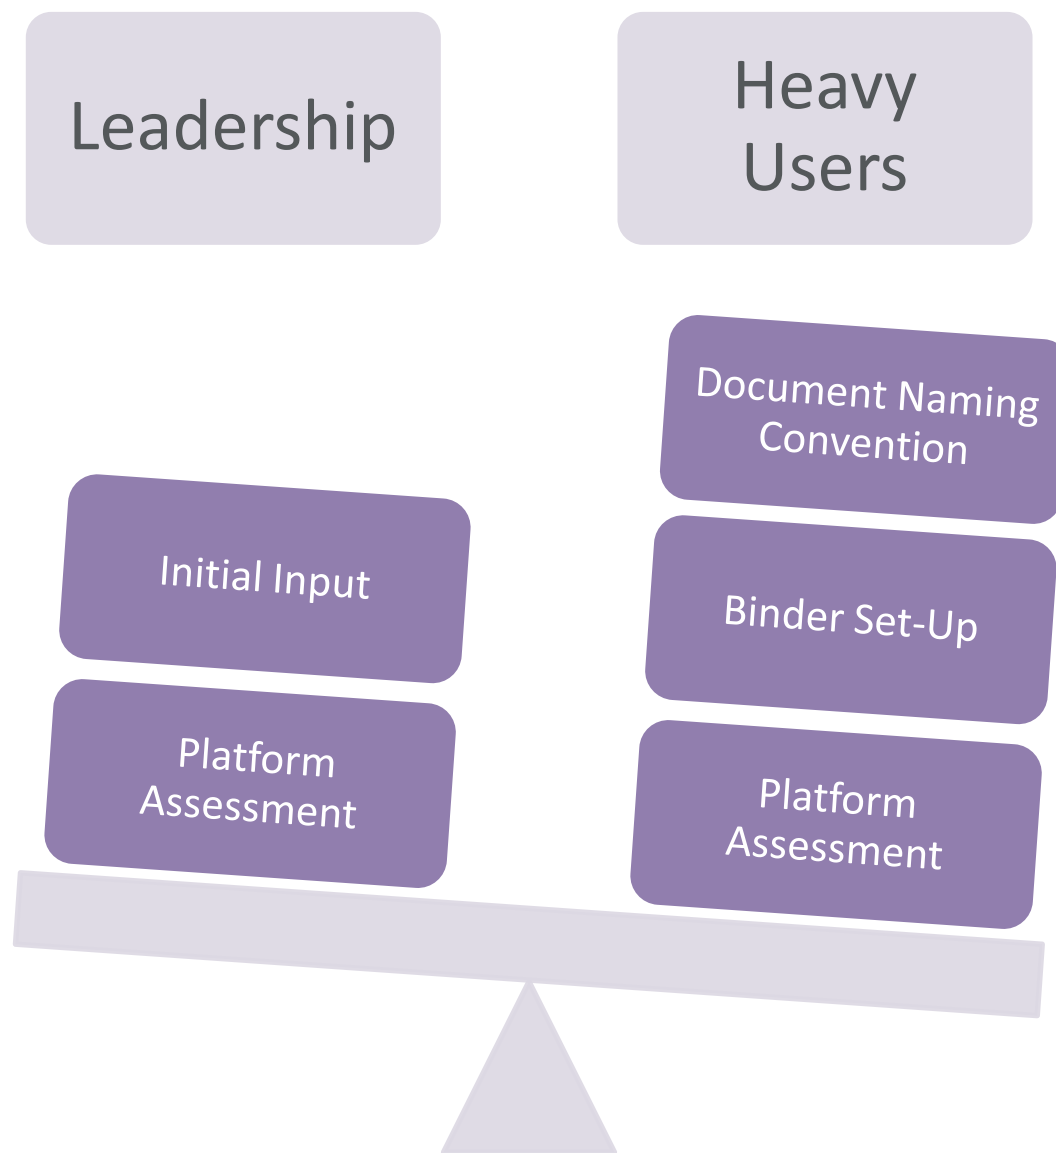 Leadership
Heavy
Users
Initial Input
Platform
Assessment
Document Naming
Convention
Binder Set-Up
Platform
Assessment